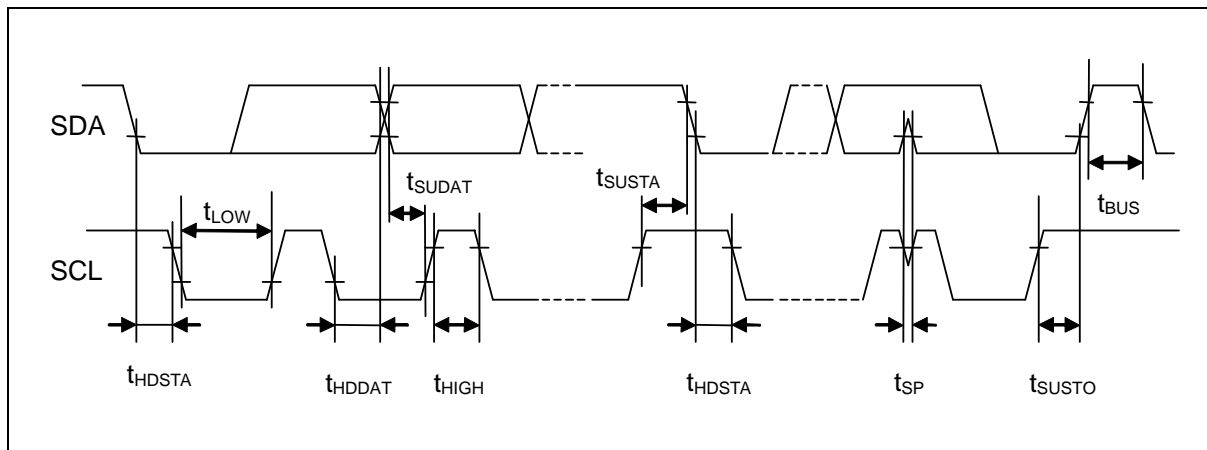 SDA
tSUDAT
tSUSTA
tLOW
tBUS
SCL
tHDSTA
tHDDAT
tHIGH
tHDSTA
tSP
tSUSTO